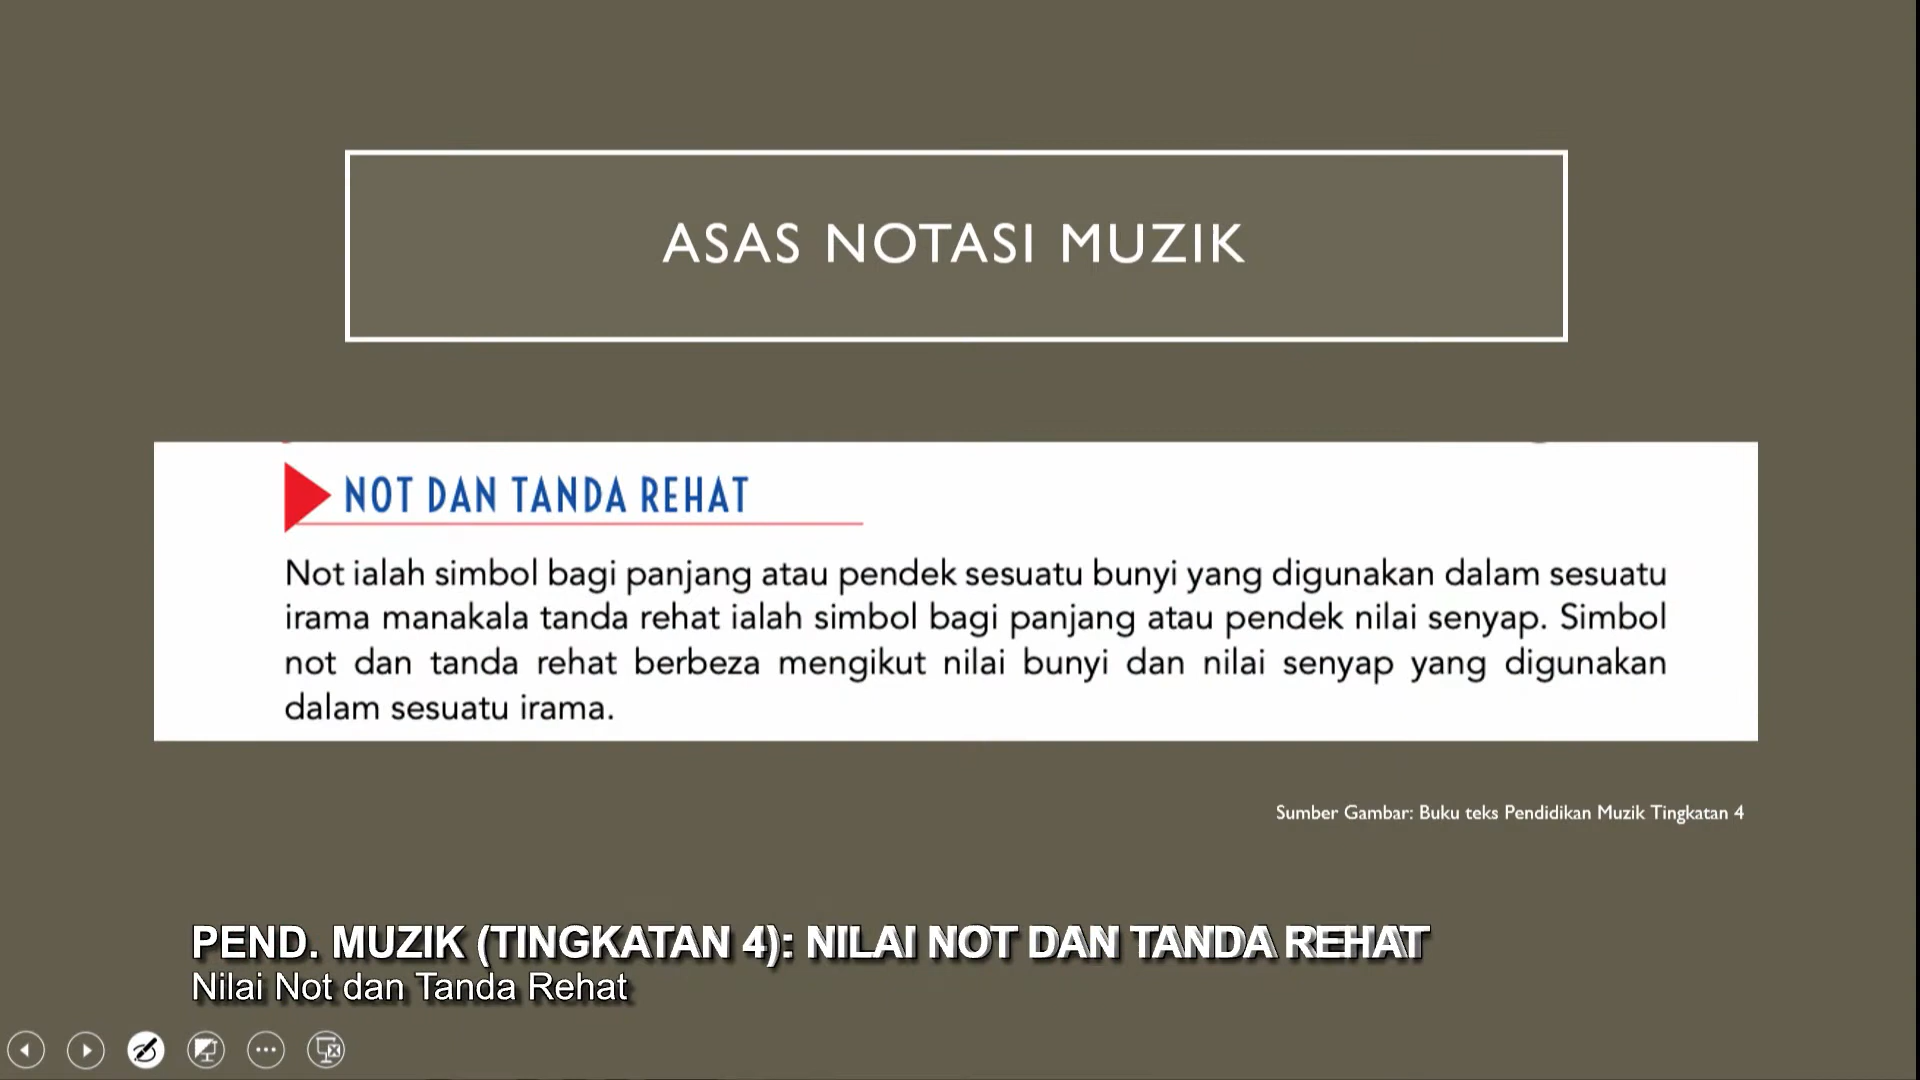 ASAS NOTASI MUZIK
NOT DAN TANDA REHAT
Not ialah simbol bagi panjang atau pendek sesuatu bunyi yang digunakan dalam sesuatu
irama manakala tanda rehat ialah simbol bagi panjang atau pendek nilai senyap. Simbol
not dan tanda rehat berbeza mengikut nilai bunyi dan nilai senyap yang digunakan
dalam sesuatu irama.
Sumber Gambar: Buku teks Pendidikan Muzik Tingkatan 4
PEND. MUZIK (TINGKATAN 4): NILAI NOT DAN TANDA REHAT
Nilai Not dan Tanda Rehat